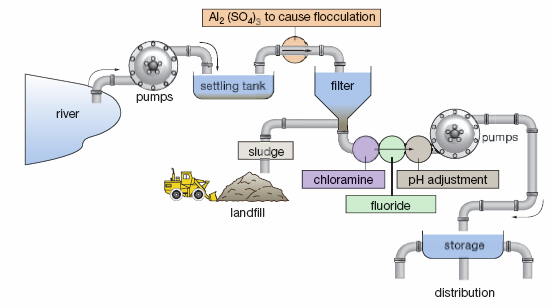 Al₂ (SO₄)₃ to cause flocculation
settling tank
filter
river
pumps
pumps
sludge
chloramine
pH adjustment
fluoride
landfill
storage
distribution